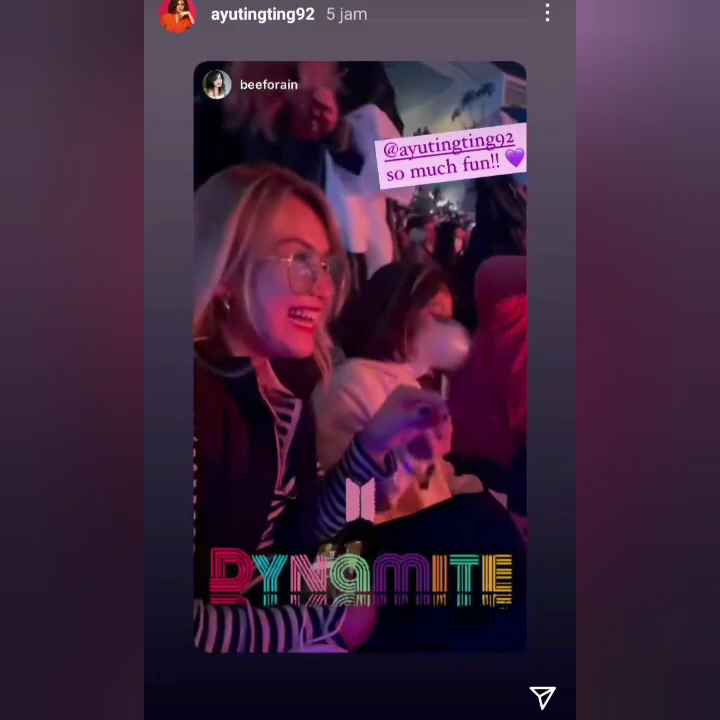 ayutingting92 5 jam
beeforain
@ayutingting92
so much fun!! 💜
DYNAMITE